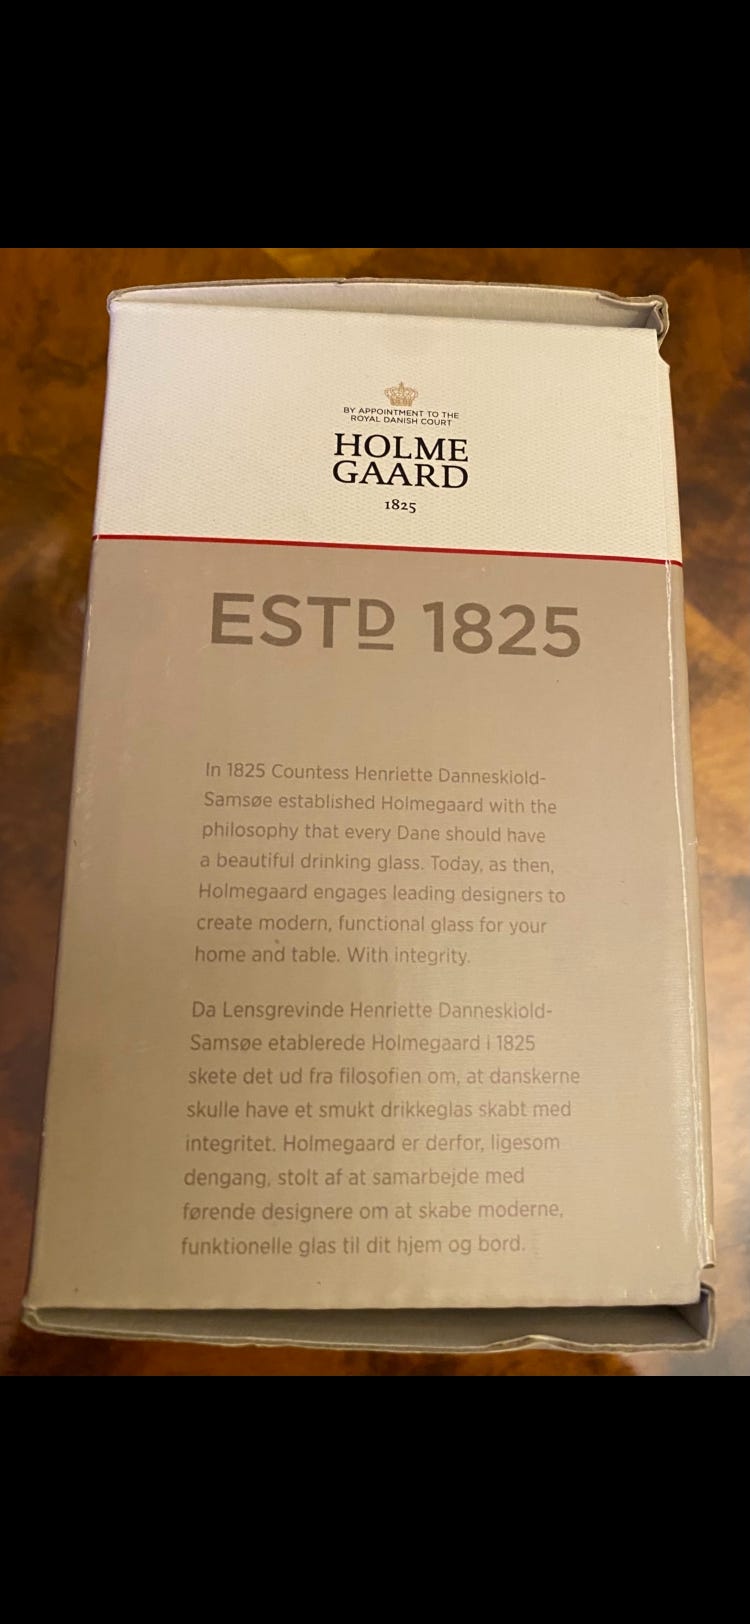 BY APPOINTMENT TO THE
ROYAL DANISH COURT
HOLME
GAARD
1825
ESTD 1825
In 1825 Countess Henriette Danneskiold-
Samsøe established Holmegaard with the
philosophy that every Dane should have
a beautiful drinking glass. Today, as then,
Holmegaard engages leading designers to
create modern, functional glass for your
home and table. With integrity.
Da Lensgrevinde Henriette Danneskiold-
Samsøe etablerede Holmegaard i 1825
skete det ud fra filosofien om, at danskerne
skulle have et smukt drikkeglas skabt med
integritet. Holmegaard er derfor, ligesom
dengang, stolt af at samarbejde med
førende designere om at skabe moderne,
funktionelle glas til dit hjem og bord.